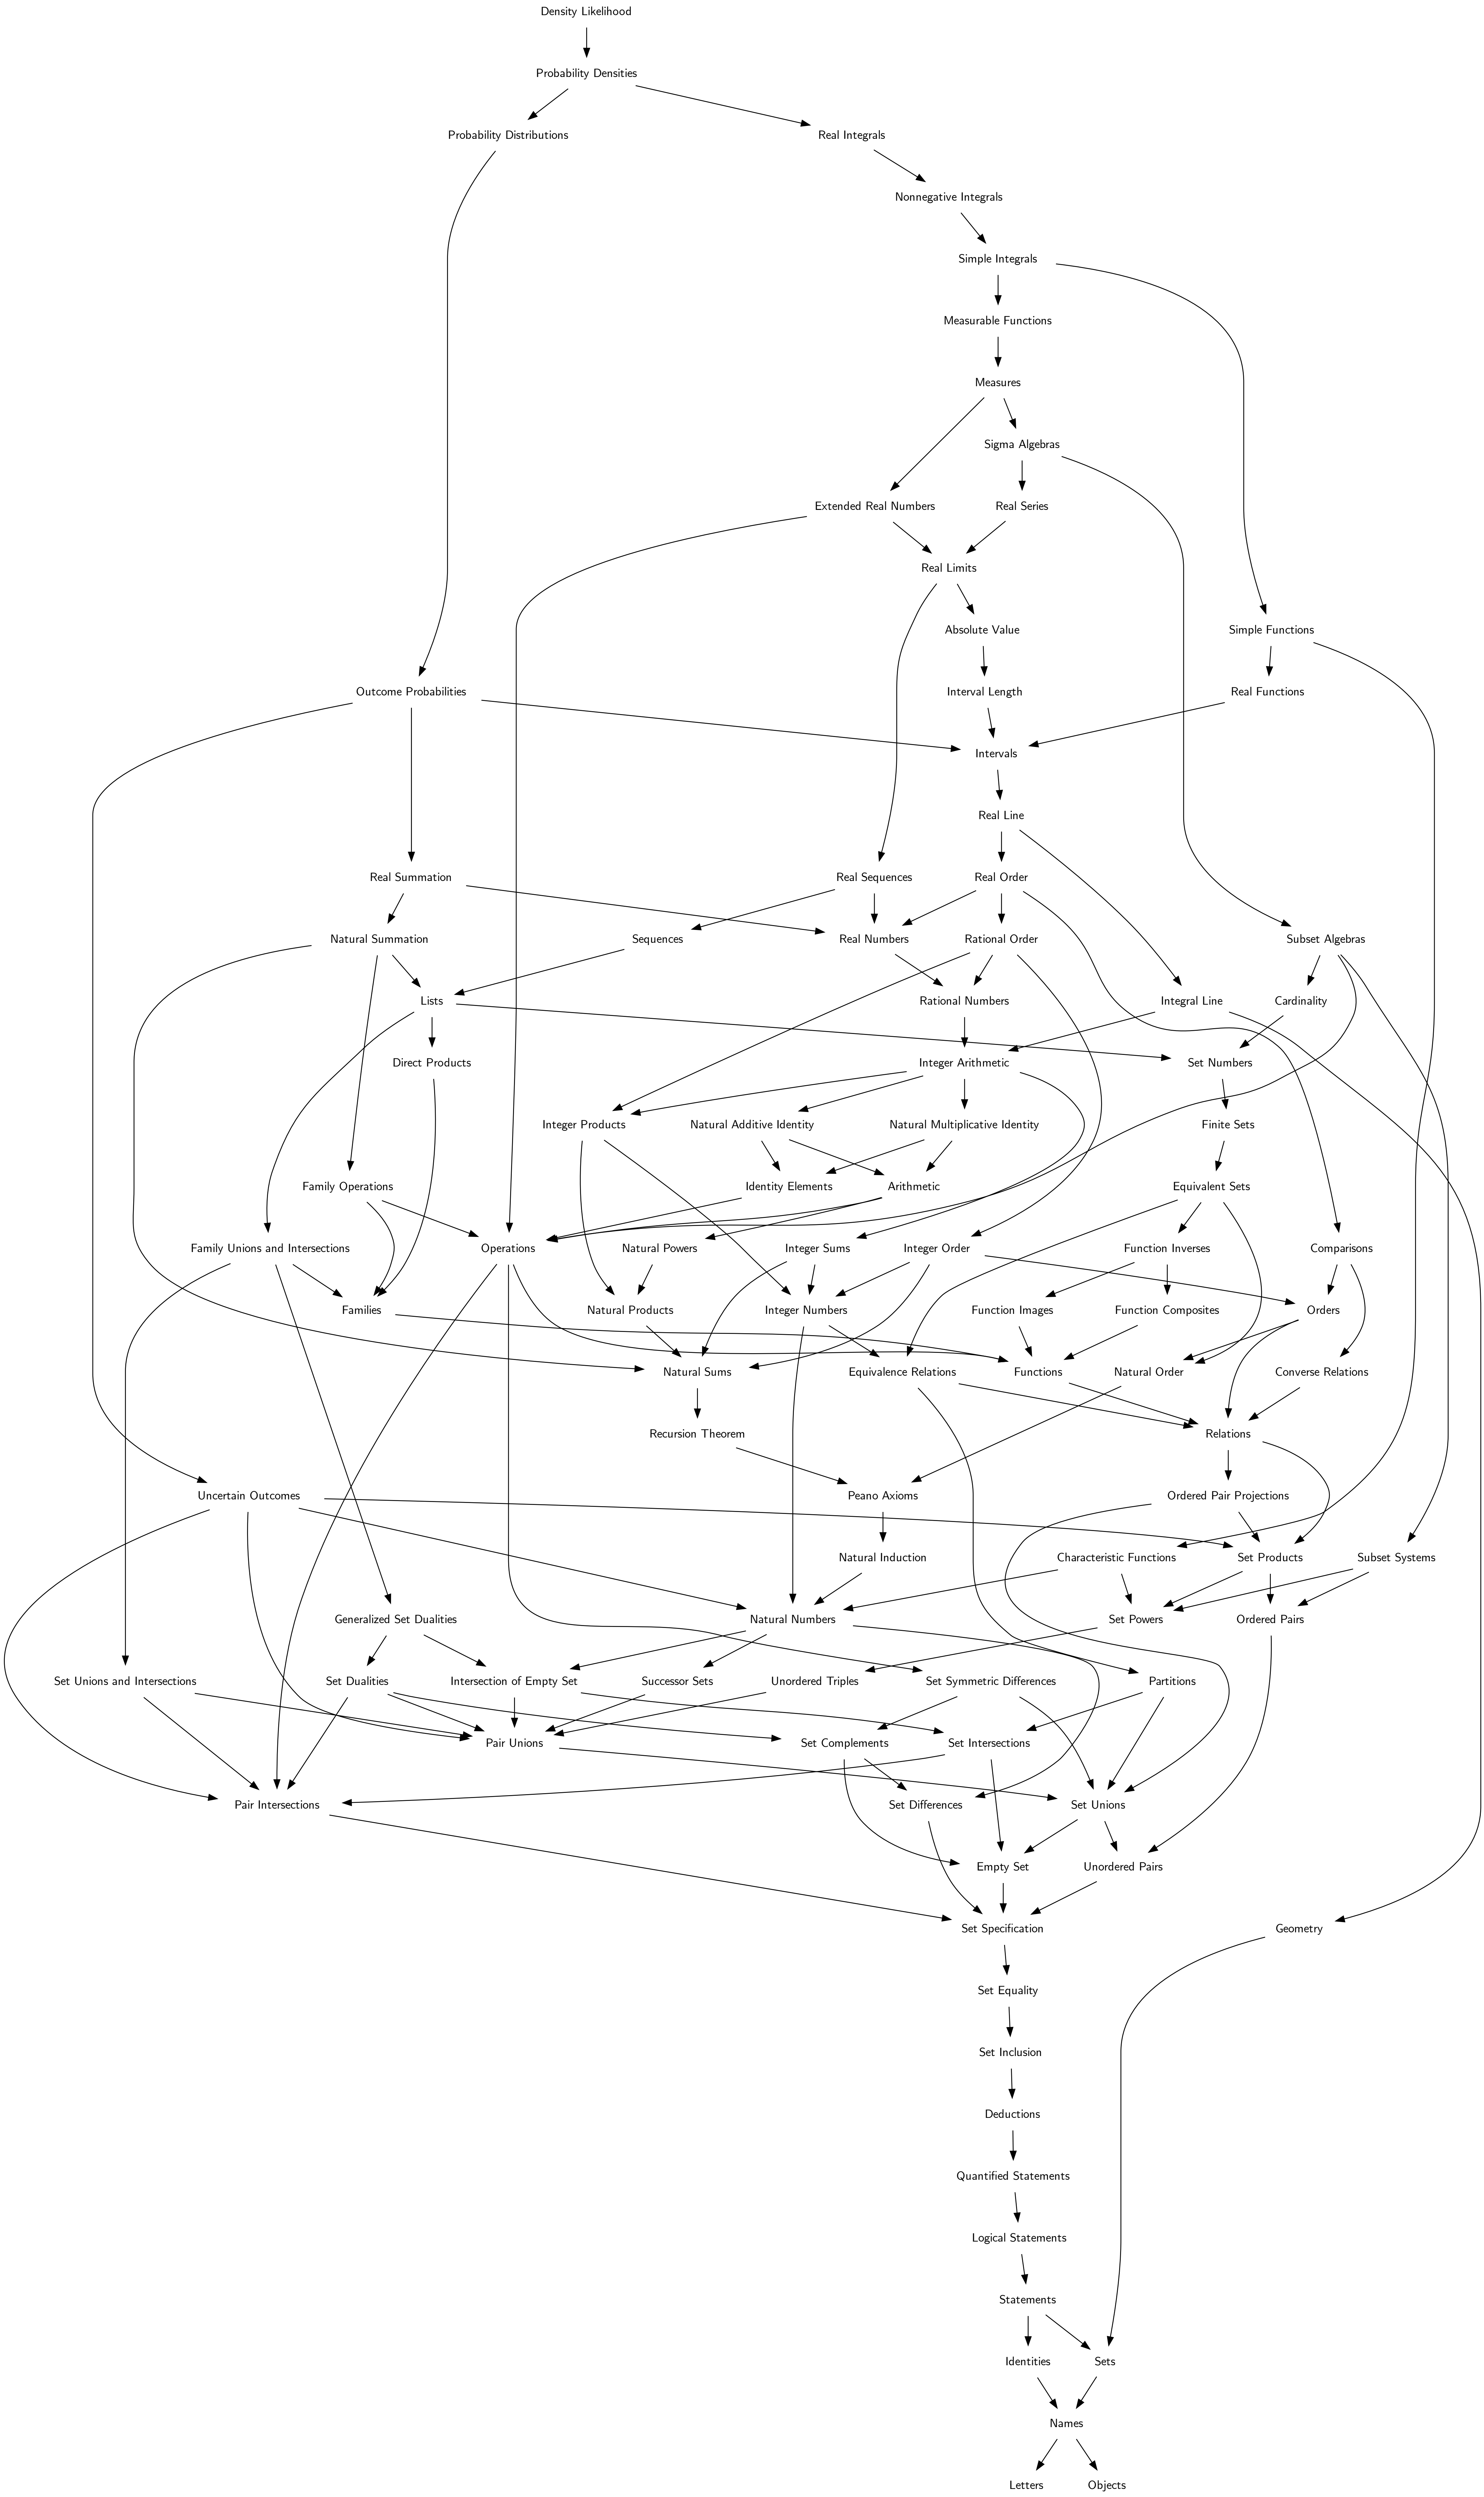 Density Likelihood
Probability Densities
Probability Distributions
Real Integrals
Nonnegative Integrals
Simple Integrals
Measurable Functions
Measures
Sigma Algebras
Extended Real Numbers
Real Series
Real Limits
Absolute Value
Simple Functions
Outcome Probabilities
Interval Length
Real Functions
Intervals
Real Line
Real Summation
Real Sequences
Real Order
Natural Summation
Sequences
Real Numbers
Rational Order
Subset Algebras
Lists
Rational Numbers
Integral Line
Cardinality
Direct Products
Integer Arithmetic
Set Numbers
Integer Products
Natural Additive Identity
Natural Multiplicative Identity
Finite Sets
Family Operations
Identity Elements
Arithmetic
Equivalent Sets
Family Unions and Intersections
Operations
Natural Powers
Integer Sums
Integer Order
Function Inverses
Comparisons
Families
Natural Products
Integer Numbers
Function Images
Function Composites
Orders
Natural Sums
Equivalence Relations
Functions
Natural Order
Converse Relations
Recursion Theorem
Relations
Uncertain Outcomes
Peano Axioms
Ordered Pair Projections
Natural Induction
Characteristic Functions
Set Products
Subset Systems
Generalized Set Dualities
Natural Numbers
Set Powers
Ordered Pairs
Set Unions and Intersections
Set Dualities
Intersection of Empty Set
Successor Sets
Unordered Triples
Set Symmetric Differences
Partitions
Pair Unions
Set Complements
Set Intersections
Pair Intersections
Set Differences
Set Unions
Empty Set
Unordered Pairs
Set Specification
Geometry
Set Equality
Set Inclusion
Deductions
Quantified Statements
Logical Statements
Statements
Identities
Sets
Names
Letters
Objects